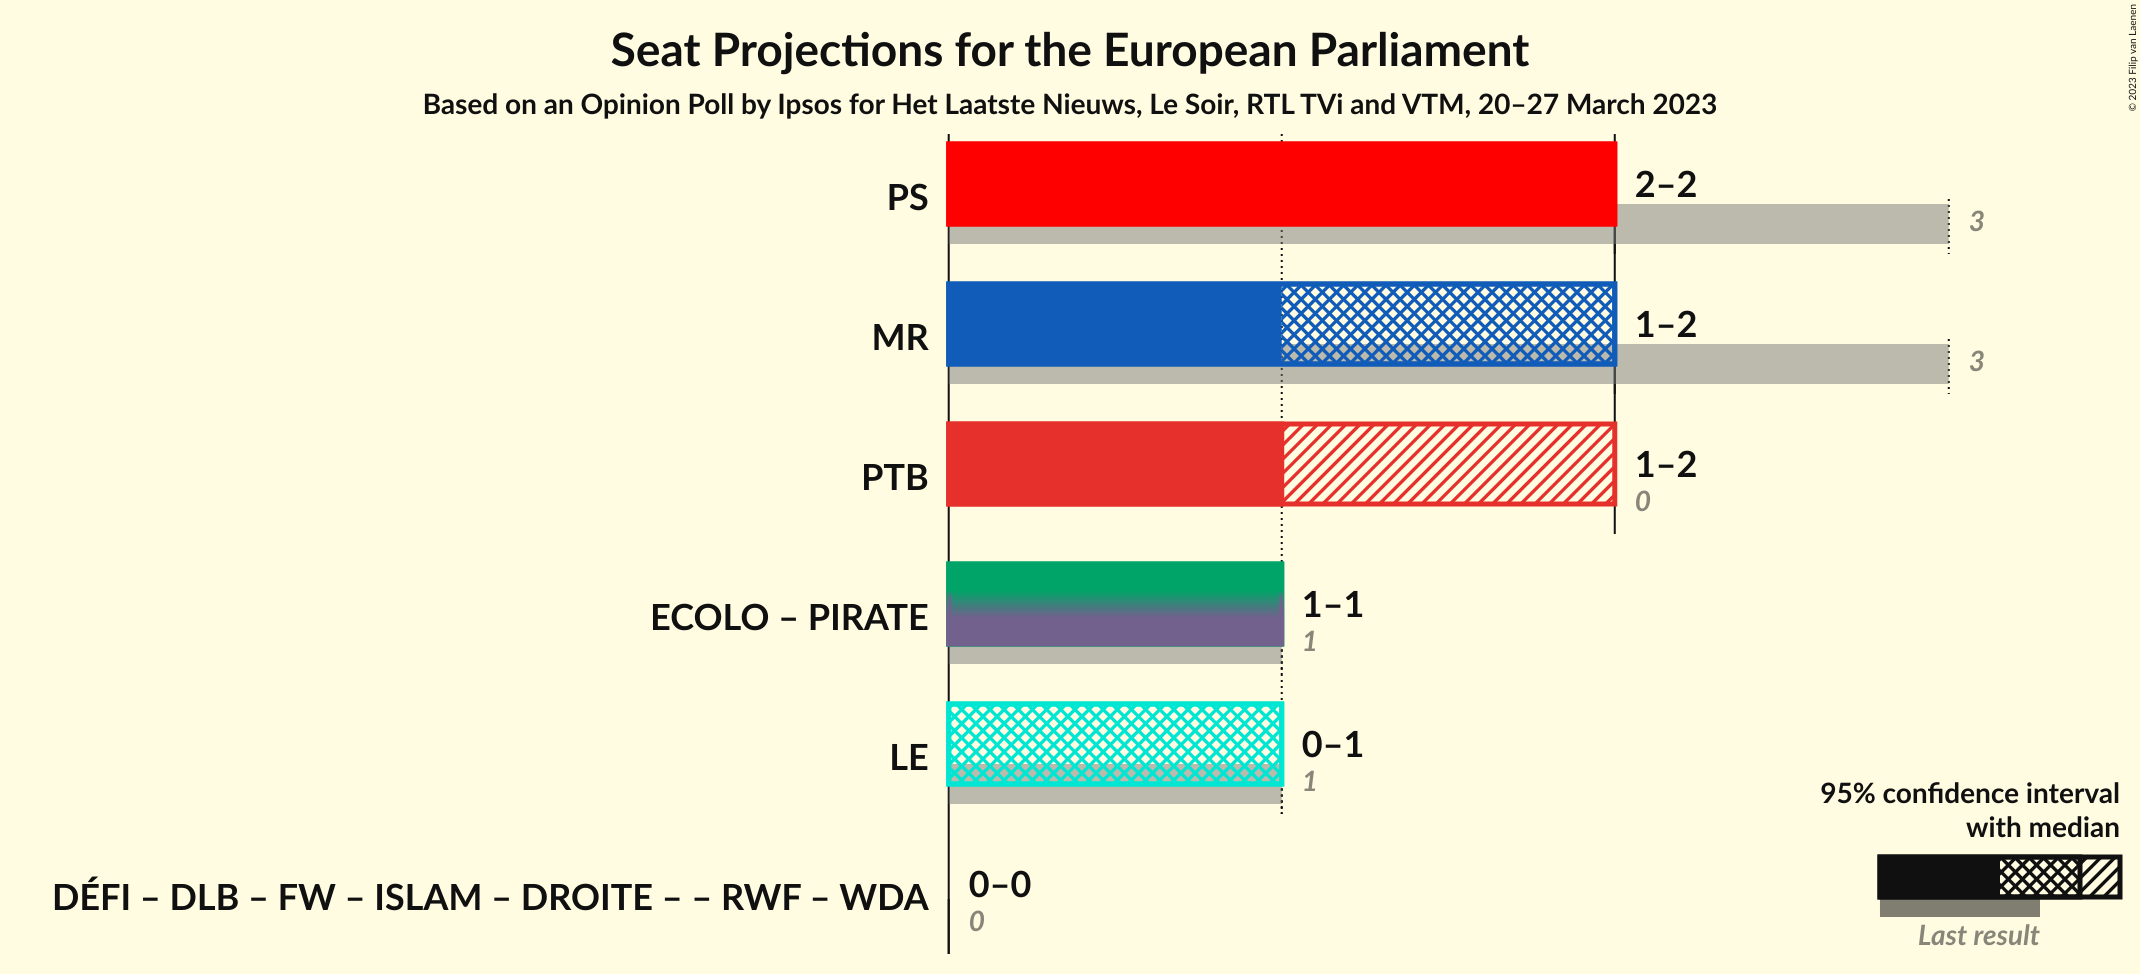 Seat Projections for the European Parliament
Based on an Opinion Poll by Ipsos for Het Laatste Nieuws, Le Soir, RTL TVi and VTM, 20–27 March 2023
© 2023 Filip van Laenen
PS
2–2
3
MR
1–2
3
PTB
1–2
0
ECOLO – PIRATE
1–1
1
LE
0–1
1
DÉFI – DLB – FW – ISLAM – DROITE – – RWF – WDA
0–0
0
95% confidence interval
with median
Last result